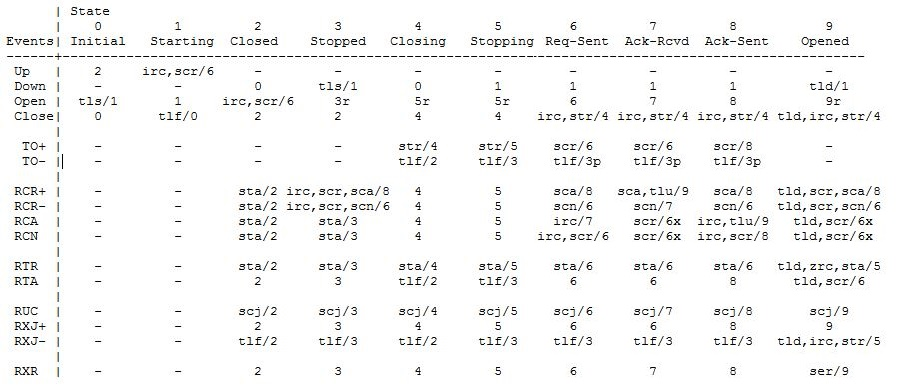 | State
      |    0         1         2         3         4         5         6         7         8         9
Events| Initial   Starting  Closed    Stopped   Closing   Stopping  Req-Sent  Ack-Rcvd  Ack-Sent  Opened
------+-----------------------------------------------------------------------------------------------
 Up   |    2     irc,scr/6     -         -         -         -         -         -         -         -
 Down |    -         -         0       tls/1       0         1         1         1         1       tld/1
 Open |  tls/1       1     irc,scr/6     3r        5r        5r        6         7         8         9r
 Close|    0       tlf/0       2         2         4         4     irc,str/4 irc,str/4 irc,str/4 tld,irc,str/4
      |
  TO+ |    -         -         -         -       str/4     str/5     scr/6     scr/6     scr/8       -
  TO- |    -         -         -         -       tlf/2     tlf/3     tlf/3p    tlf/3p    tlf/3p      -
      |
 RCR+ |    -         -       sta/2 irc,scr,sca/8   4         5       sca/8   sca,tlu/9   sca/8   tld,scr,sca/8
 RCR- |    -         -       sta/2 irc,scr,scn/6   4         5       scn/6     scn/7     scn/6   tld,scr,scn/6
 RCA  |    -         -       sta/2     sta/3       4         5       irc/7     scr/6x  irc,tlu/9   tld,scr/6x
 RCN  |    -         -       sta/2     sta/3       4         5     irc,scr/6   scr/6x  irc,scr/8   tld,scr/6x
      |
 RTR  |    -         -       sta/2     sta/3     sta/4     sta/5     sta/6     sta/6     sta/6   tld,zrc,sta/5
 RTA  |    -         -         2         3       tlf/2     tlf/3       6         6         8       tld,scr/6
      |
 RUC  |    -         -       scj/2     scj/3     scj/4     scj/5     scj/6     scj/7     scj/8     scj/9
 RXJ+ |    -         -         2         3         4         5         6         6         8         9
 RXJ- |    -         -       tlf/2     tlf/3     tlf/2     tlf/3     tlf/3     tlf/3     tlf/3   tld,irc,str/5
      |
 RXR  |    -         -         2         3         4         5         6         7         8       ser/9